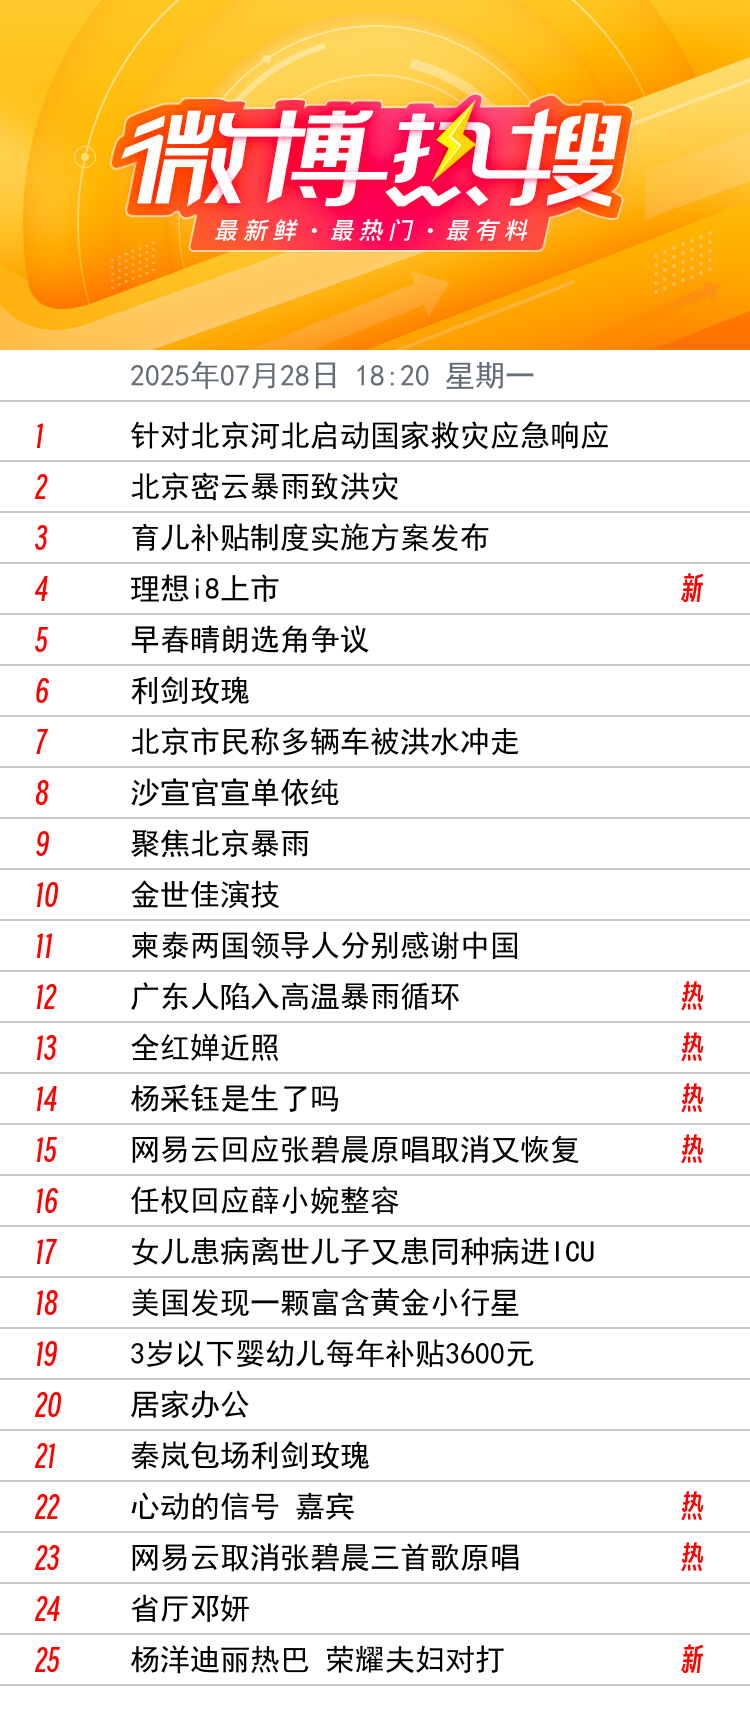 微博热搜
最新鲜·最热门·最有料
2025年07月28日 18:20 星期一
1 针对北京河北启动国家救灾应急响应
2 北京密云暴雨致洪灾
3 育儿补贴制度实施方案发布
4 理想i8上市 新
5 早春晴朗选角争议
6 利剑玫瑰
7 北京市民称多辆车被洪水冲走
8 沙宣官宣单依纯
9 聚焦北京暴雨
10 金世佳演技
11 柬泰两国领导人分别感谢中国
12 广东人陷入高温暴雨循环 热
13 全红婵近照 热
14 杨采钰是生了吗 热
15 网易云回应张碧晨原唱取消又恢复 热
16 任权回应薛小婉整容
17 女儿患病离世儿子又患同种病进ICU
18 美国发现一颗富含黄金小行星
19 3岁以下婴幼儿每年补贴3600元
20 居家办公
21 秦岚包场利剑玫瑰
22 心动的信号 嘉宾 热
23 网易云取消张碧晨三首歌原唱 热
24 省厅邓妍
25 杨洋迪丽热巴 荣耀夫妇对打 新